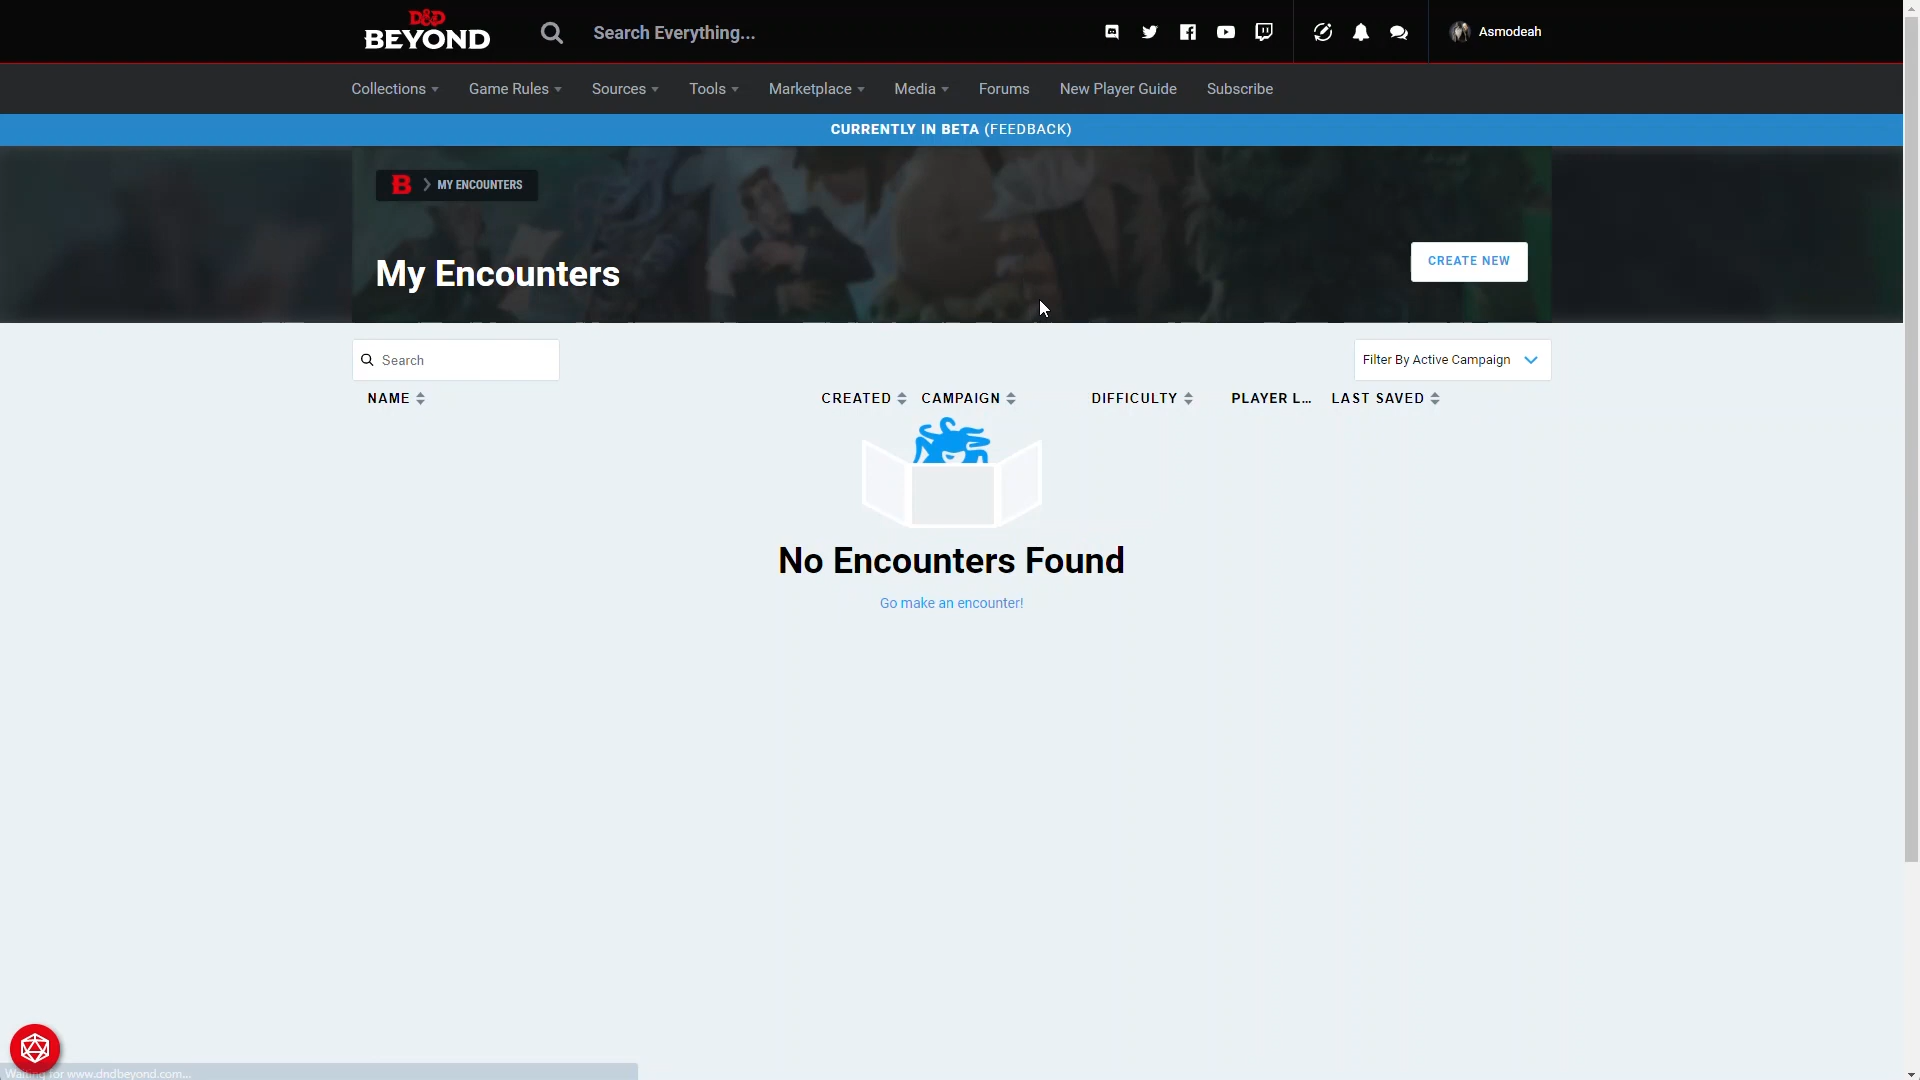 D&D
BEYOND
Search Everything...
Asmodeah
Collections
Game Rules
Sources
Tools
Marketplace
Media
Forums
New Player Guide
Subscribe
CURRENTLY IN BETA (FEEDBACK)
B
MY ENCOUNTERS
My Encounters
CREATE NEW
Search
Filter By Active Campaign
NAME
CREATED
CAMPAIGN
DIFFICULTY
PLAYER L...
LAST SAVED
No Encounters Found
Go make an encounter!
Waiting for www.dndbeyond.com...